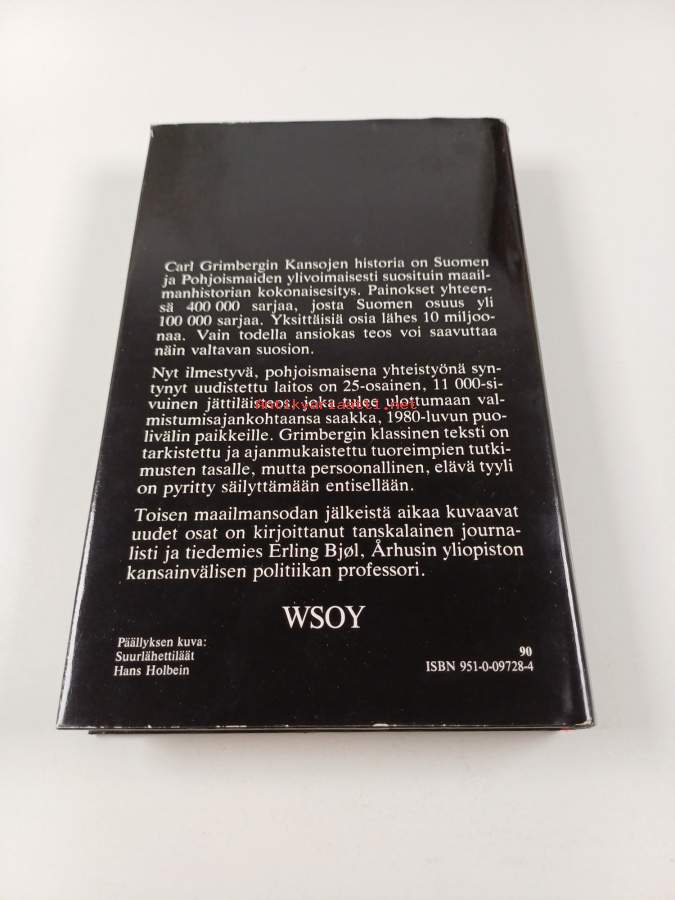 Carl Grimbergin Kansojen historia on Suomen
ja Pohjoismaiden ylivoimaisesti suosituin maail-
manhistorian kokonaisesitys. Painokset yhteen-
sä 400 000 sarjaa, josta Suomen osuus yli
100 000 sarjaa. Yksittäisiä osia lähes 10 miljoo-
naa. Vain todella ansiokas teos voi saavuttaa
näin valtavan suosion.
Nyt ilmestyvä, pohjoismaisena yhteistyönä syn-
tynyt uudistettu laitos on 25-osainen, 11 000-si-
vuinen jättiläisteos, joka tulee ulottumaan val-
Antikvariaatti.net
mistumisajankohtaansa saakka, 1980-luvun puo-
livälin paikkeille. Grimbergin klassinen teksti on
tarkistettu ja ajanmukaistettu tuoreimpien tutki-
musten tasalle, mutta persoonallinen, elävä tyyli
on pyritty säilyttämään entisellään.
Toisen maailmansodan jälkeistä aikaa kuvaavat
uudet osat on kirjoittanut tanskalainen journa-
listi ja tiedemies Erling Bjøl, Århusin yliopiston
kansainvälisen politiikan professori.
WSOY
Päällyksen kuva:
Suurlähettiläät
Hans Holbein
90
ISBN 951-0-09728-4